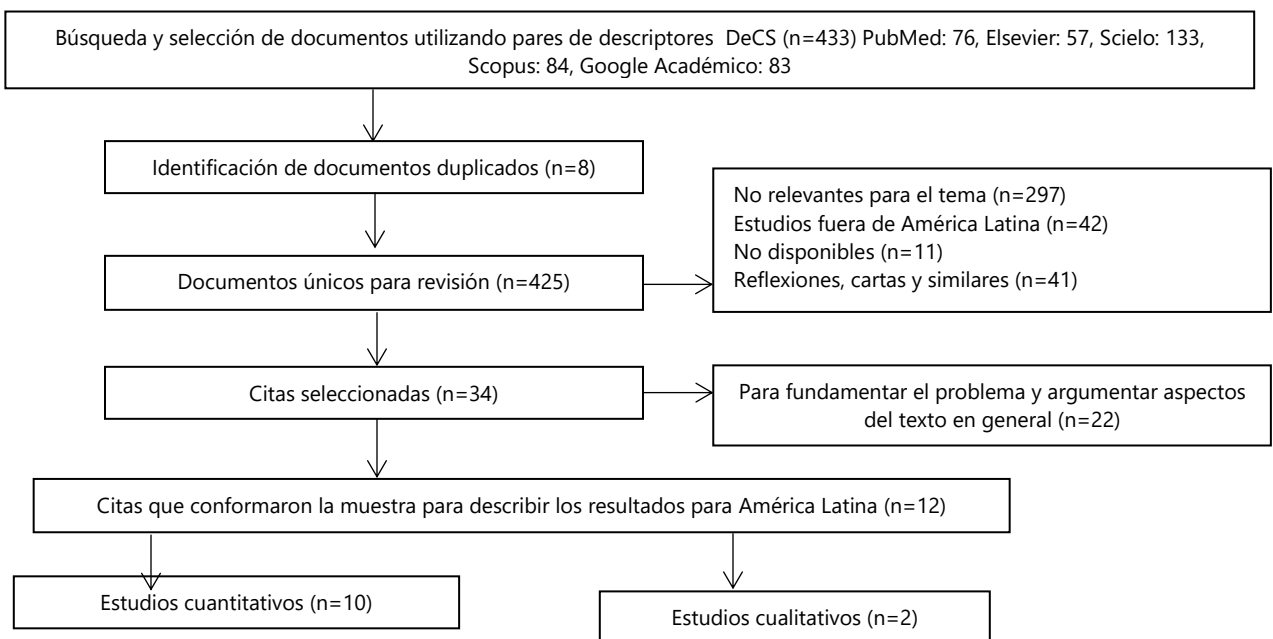 Búsqueda y selección de documentos utilizando pares de descriptores DeCS (n=433) PubMed: 76, Elsevier: 57, Scielo: 133,
Scopus: 84, Google Académico: 83
Identificación de documentos duplicados (n=8)
No relevantes para el tema (n=297)
Estudios fuera de América Latina (n=42)
No disponibles (n=11)
Reflexiones, cartas y similares (n=41)
Documentos únicos para revisión (n=425)
Citas seleccionadas (n=34)
Para fundamentar el problema y argumentar aspectos
del texto en general (n=22)
Citas que conformaron la muestra para describir los resultados para América Latina (n=12)
Estudios cuantitativos (n=10)
Estudios cualitativos (n=2)